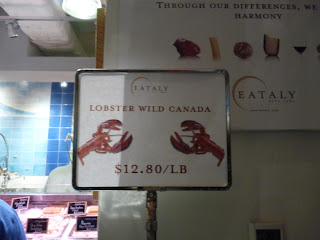 THROUGH OUR DIFFERENCES, WE
HARMONY
EATALY
EATALY
LOBSTER WILD CANADA
$12.80/LB